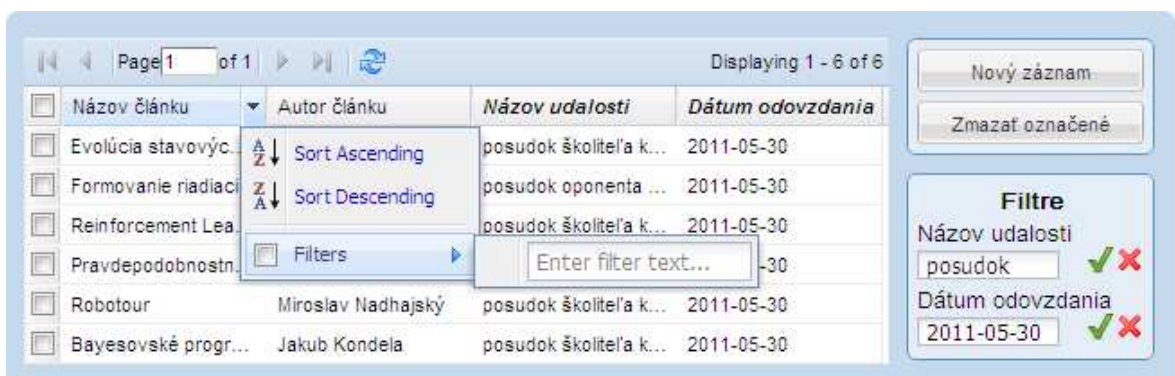 Page 1 of 1
Displaying 1 - 6 of 6
Názov článku Autor článku Názov udalosti Dátum odovzdania
Evolúcia stavovýc... posudok školiteľa k... 2011-05-30
Formovanie riadiaci posudok oponenta ... 2011-05-30
Reinforcement Lea posudok školiteľa k... 2011-05-30
Pravdepodobnostn. -30
Robotour Miroslav Nadhajský posudok školiteľa k... 2011-05-30
Bayesovské progr... Jakub Kondela posudok školiteľa k... 2011-05-30
Sort Ascending
Sort Descending
Filters
Enter filter text...
Nový záznam
Zmazať označené
Filtre
Názov udalosti
posudok
Dátum odovzdania
2011-05-30